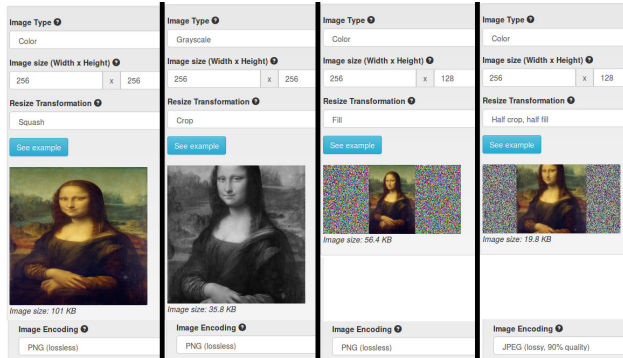 Image Type
Color
Image size (Width x Height)
256 x 256
Resize Transformation
Squash
See example
Image size: 101 KB
Image Encoding
PNG (lossless)
Image Type
Grayscale
Image size (Width x Height)
256 x 256
Resize Transformation
Crop
See example
Image size: 35.8 KB
Image Encoding
PNG (lossless)
Image Type
Color
Image size (Width x Height)
256 x 128
Resize Transformation
Fill
See example
Image size: 56.4 KB
Image Encoding
PNG (lossless)
Image Type
Color
Image size (Width x Height)
256 x 128
Resize Transformation
Half crop, half fill
See example
Image size: 19.8 KB
Image Encoding
JPEG (lossy, 90% quality)